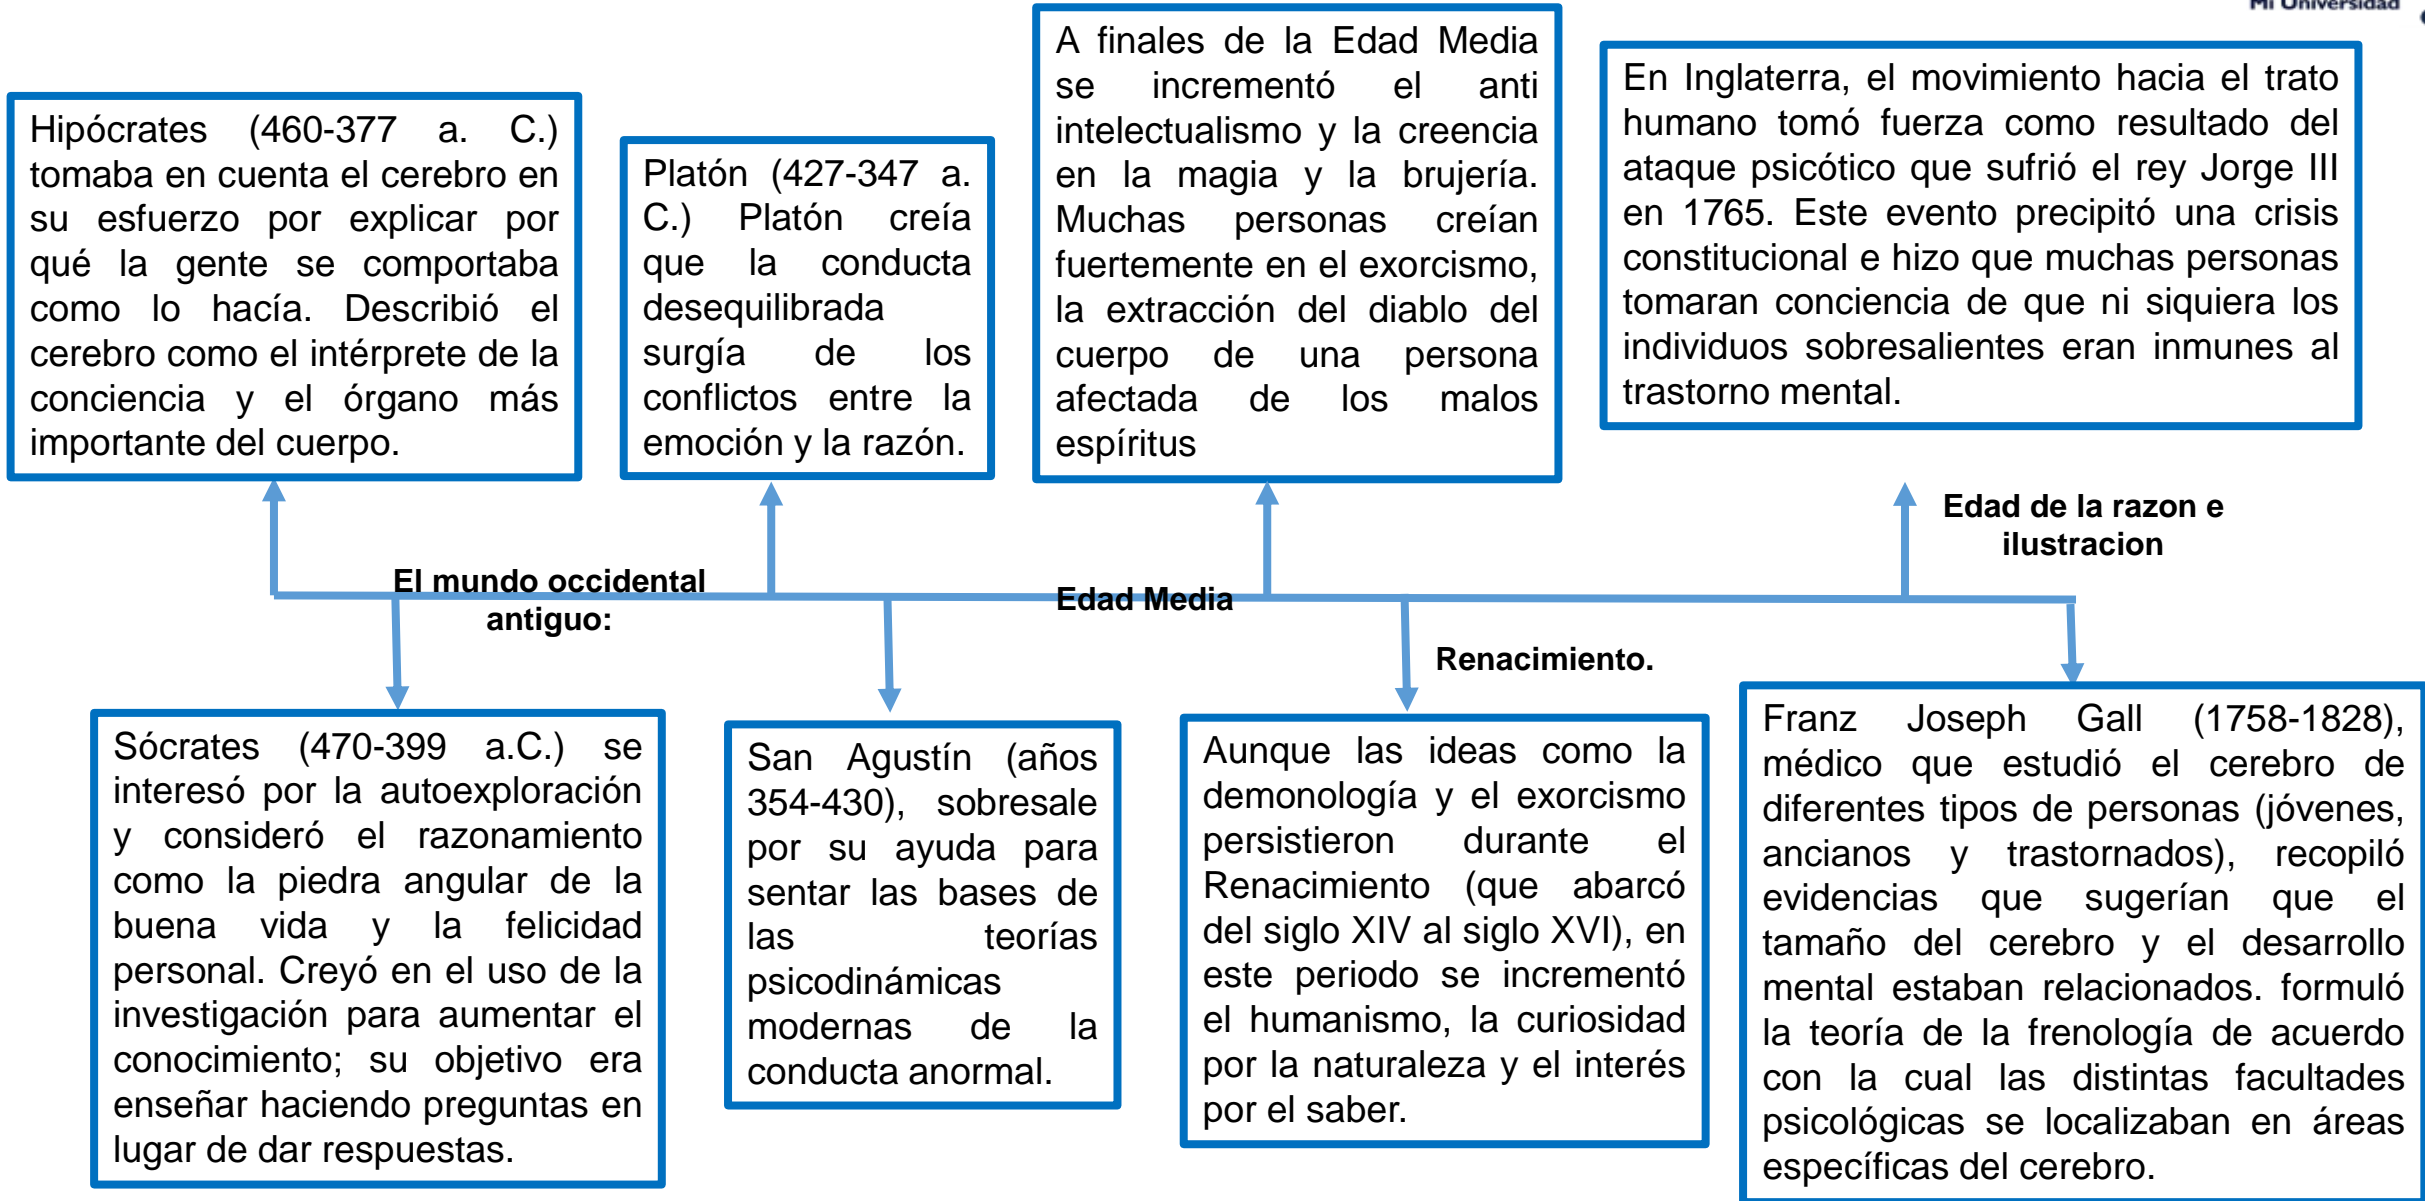 Mi Universidad
Hipócrates (460-377 a. C.)
tomaba en cuenta el cerebro en
su esfuerzo por explicar por
qué la gente se comportaba
como lo hacía. Describió el
cerebro como el intérprete de la
conciencia y el órgano más
importante del cuerpo.
Platón (427-347 a.
C.) Platón creía
que la conducta
desequilibrada
surgía de los
conflictos entre la
emoción y la razón.
A finales de la Edad Media
se incrementó el anti
intelectualismo y la creencia
en la magia y la brujería.
Muchas personas creían
fuertemente en el exorcismo,
la extracción del diablo del
cuerpo de una persona
afectada de los malos
espíritus
En Inglaterra, el movimiento hacia el trato
humano tomó fuerza como resultado del
ataque psicótico que sufrió el rey Jorge III
en 1765. Este evento precipitó una crisis
constitucional e hizo que muchas personas
tomaran conciencia de que ni siquiera los
individuos sobresalientes eran inmunes al
trastorno mental.
Edad de la razon e
ilustracion
El mundo occidental
antiguo:
Edad Media
Renacimiento.
Sócrates (470-399 a.C.) se
interesó por la autoexploración
y consideró el razonamiento
como la piedra angular de la
buena vida y la felicidad
personal. Creyó en el uso de la
investigación para aumentar el
conocimiento; su objetivo era
enseñar haciendo preguntas en
lugar de dar respuestas.
San Agustín (años
354-430), sobresale
por su ayuda para
sentar las bases de
las teorías
psicodinámicas
modernas de la
conducta anormal.
Aunque las ideas como la
demonología y el exorcismo
persistieron durante el
Renacimiento (que abarcó
del siglo XIV al siglo XVI), en
este periodo se incrementó
el humanismo, la curiosidad
por la naturaleza y el interés
por el saber.
Franz Joseph Gall (1758-1828),
médico que estudió el cerebro de
diferentes tipos de personas (jóvenes,
ancianos y trastornados), recopiló
evidencias que sugerían que el
tamaño del cerebro y el desarrollo
mental estaban relacionados. formuló
la teoría de la frenología de acuerdo
con la cual las distintas facultades
psicológicas se localizaban en áreas
específicas del cerebro.